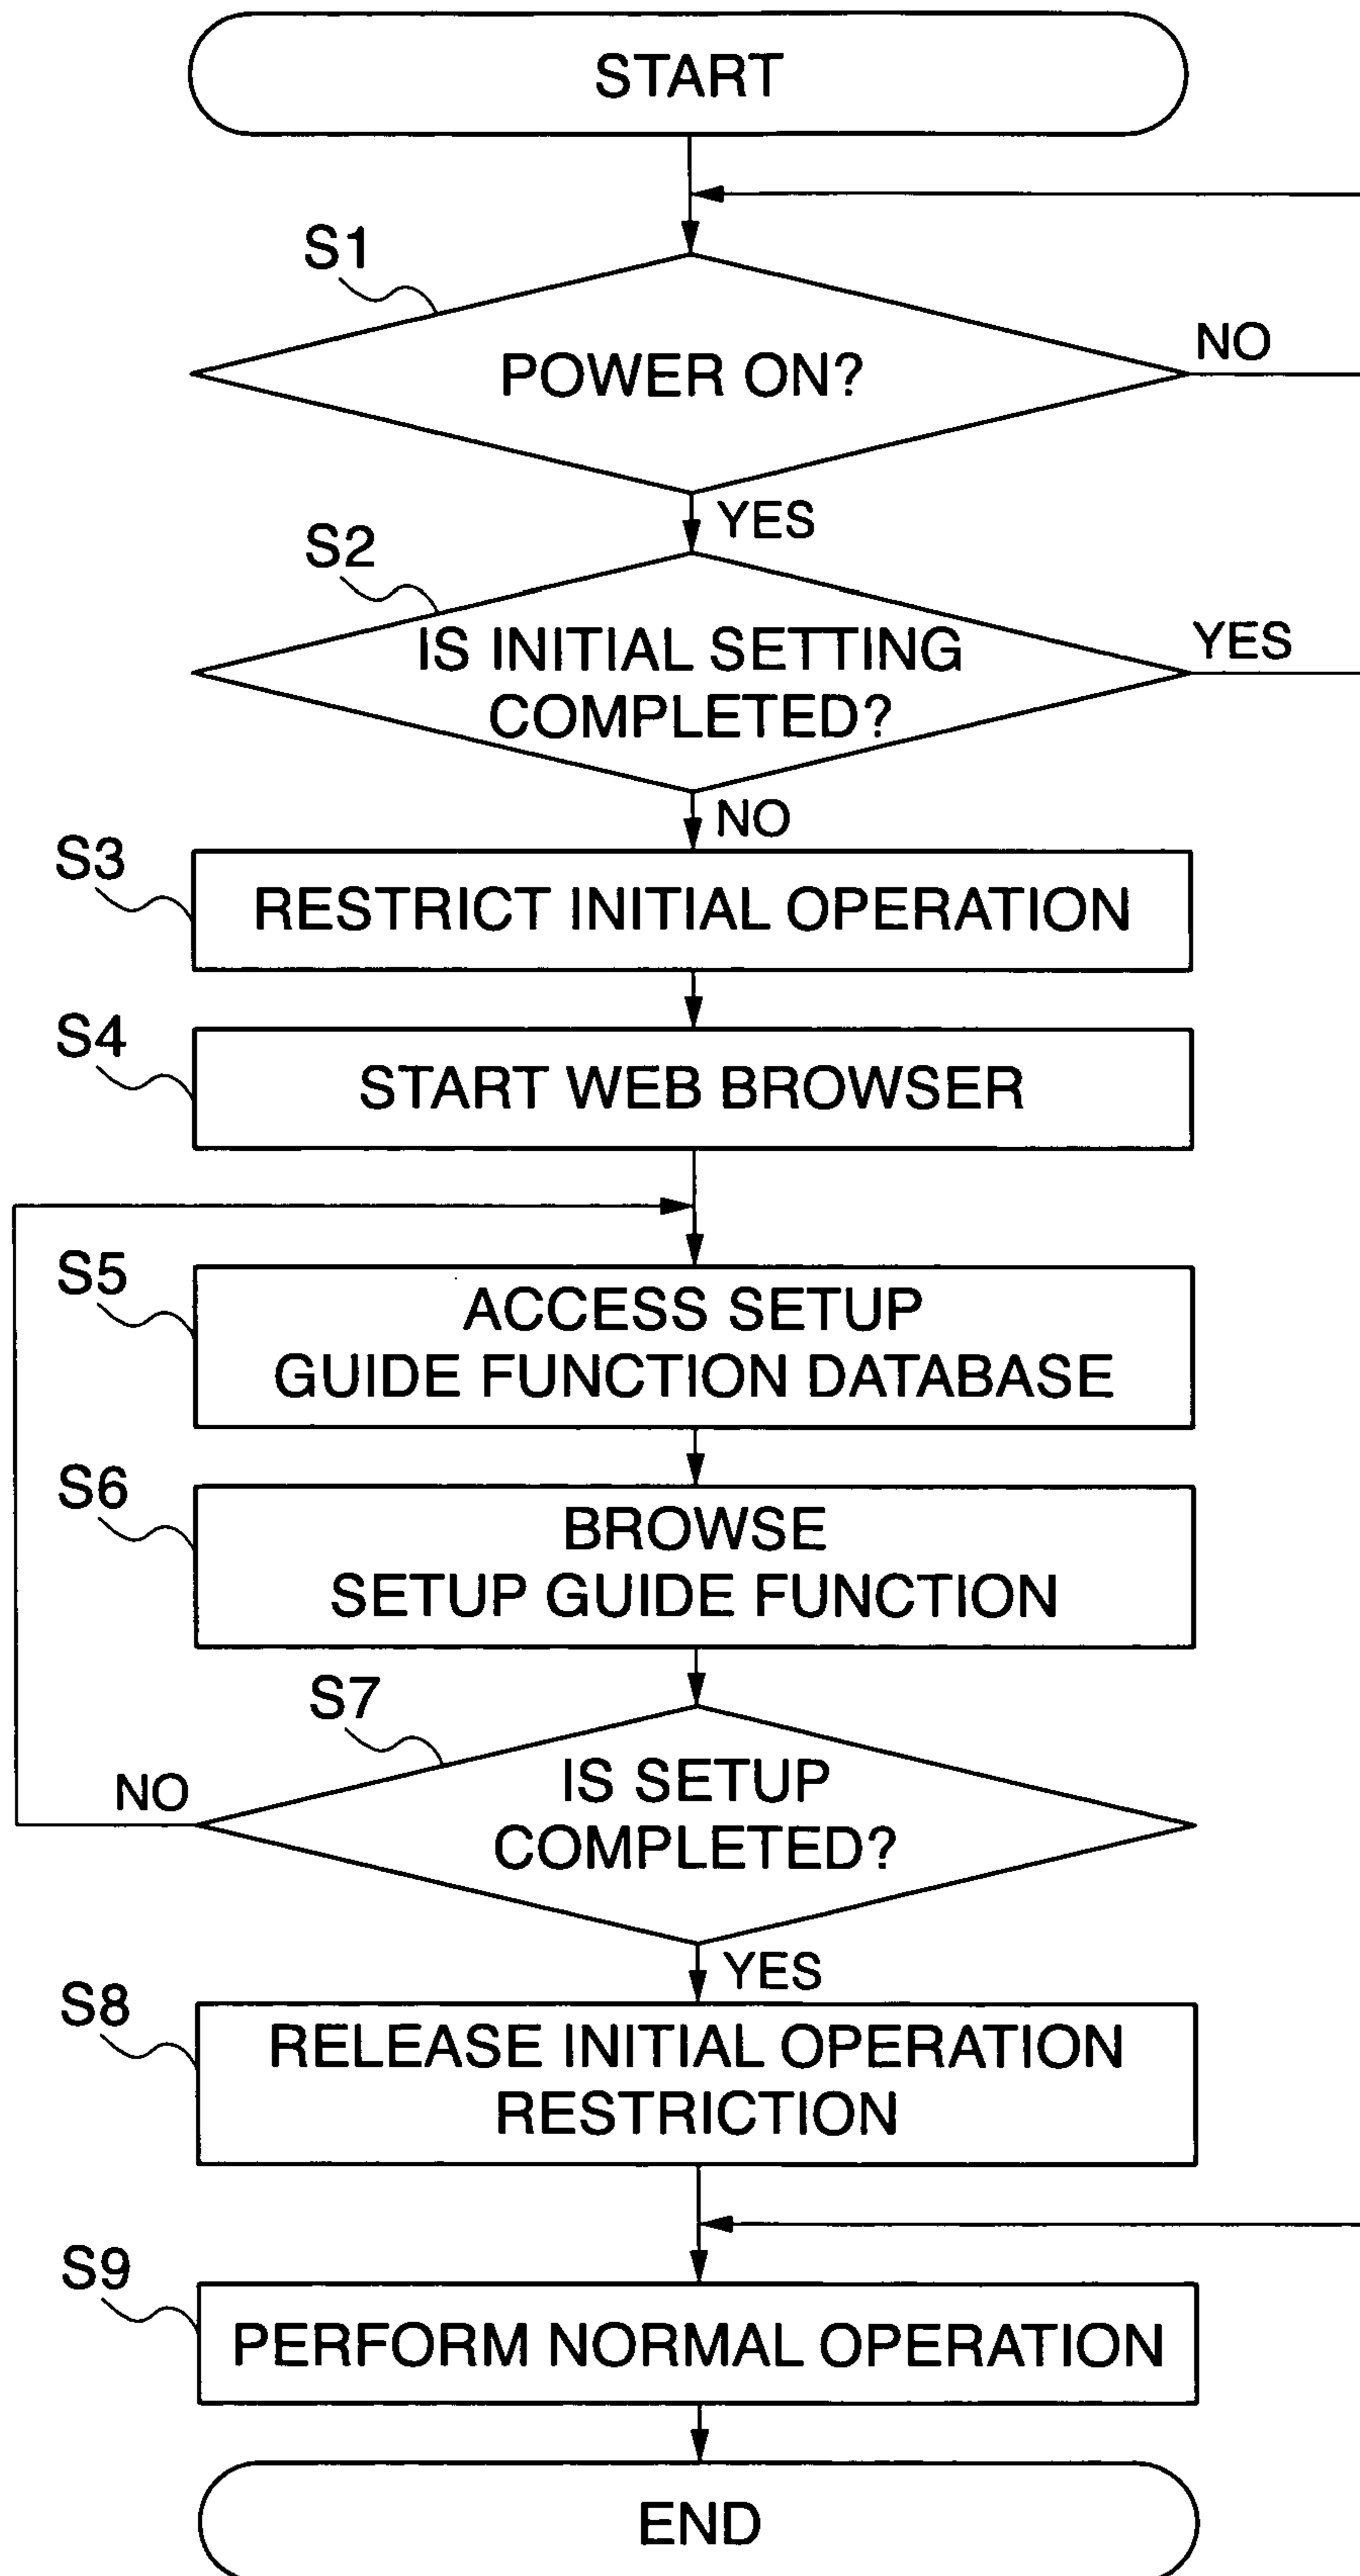 START
S1
POWER ON?
NO
YES
S2
IS INITIAL SETTING
COMPLETED?
YES
NO
S3
RESTRICT INITIAL OPERATION
S4
START WEB BROWSER
S5
ACCESS SETUP
GUIDE FUNCTION DATABASE
S6
BROWSE
SETUP GUIDE FUNCTION
S7
IS SETUP
COMPLETED?
NO
YES
S8
RELEASE INITIAL OPERATION
RESTRICTION
S9
PERFORM NORMAL OPERATION
END